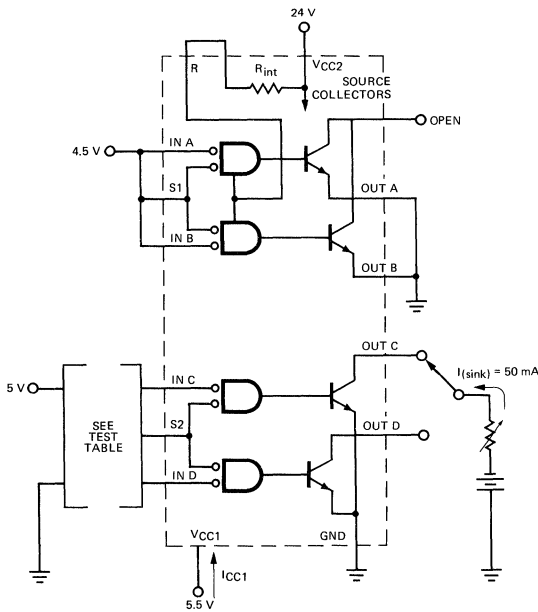 24 V
R
Rint
VCC2
SOURCE
COLLECTORS
OPEN
4.5 V
IN A
S1
OUT A
IN B
OUT B
OUT C
I(sink) = 50 mA
5 V
IN C
SEE
TEST
TABLE
S2
OUT D
IN D
VCC1
GND
ICC1
5.5 V